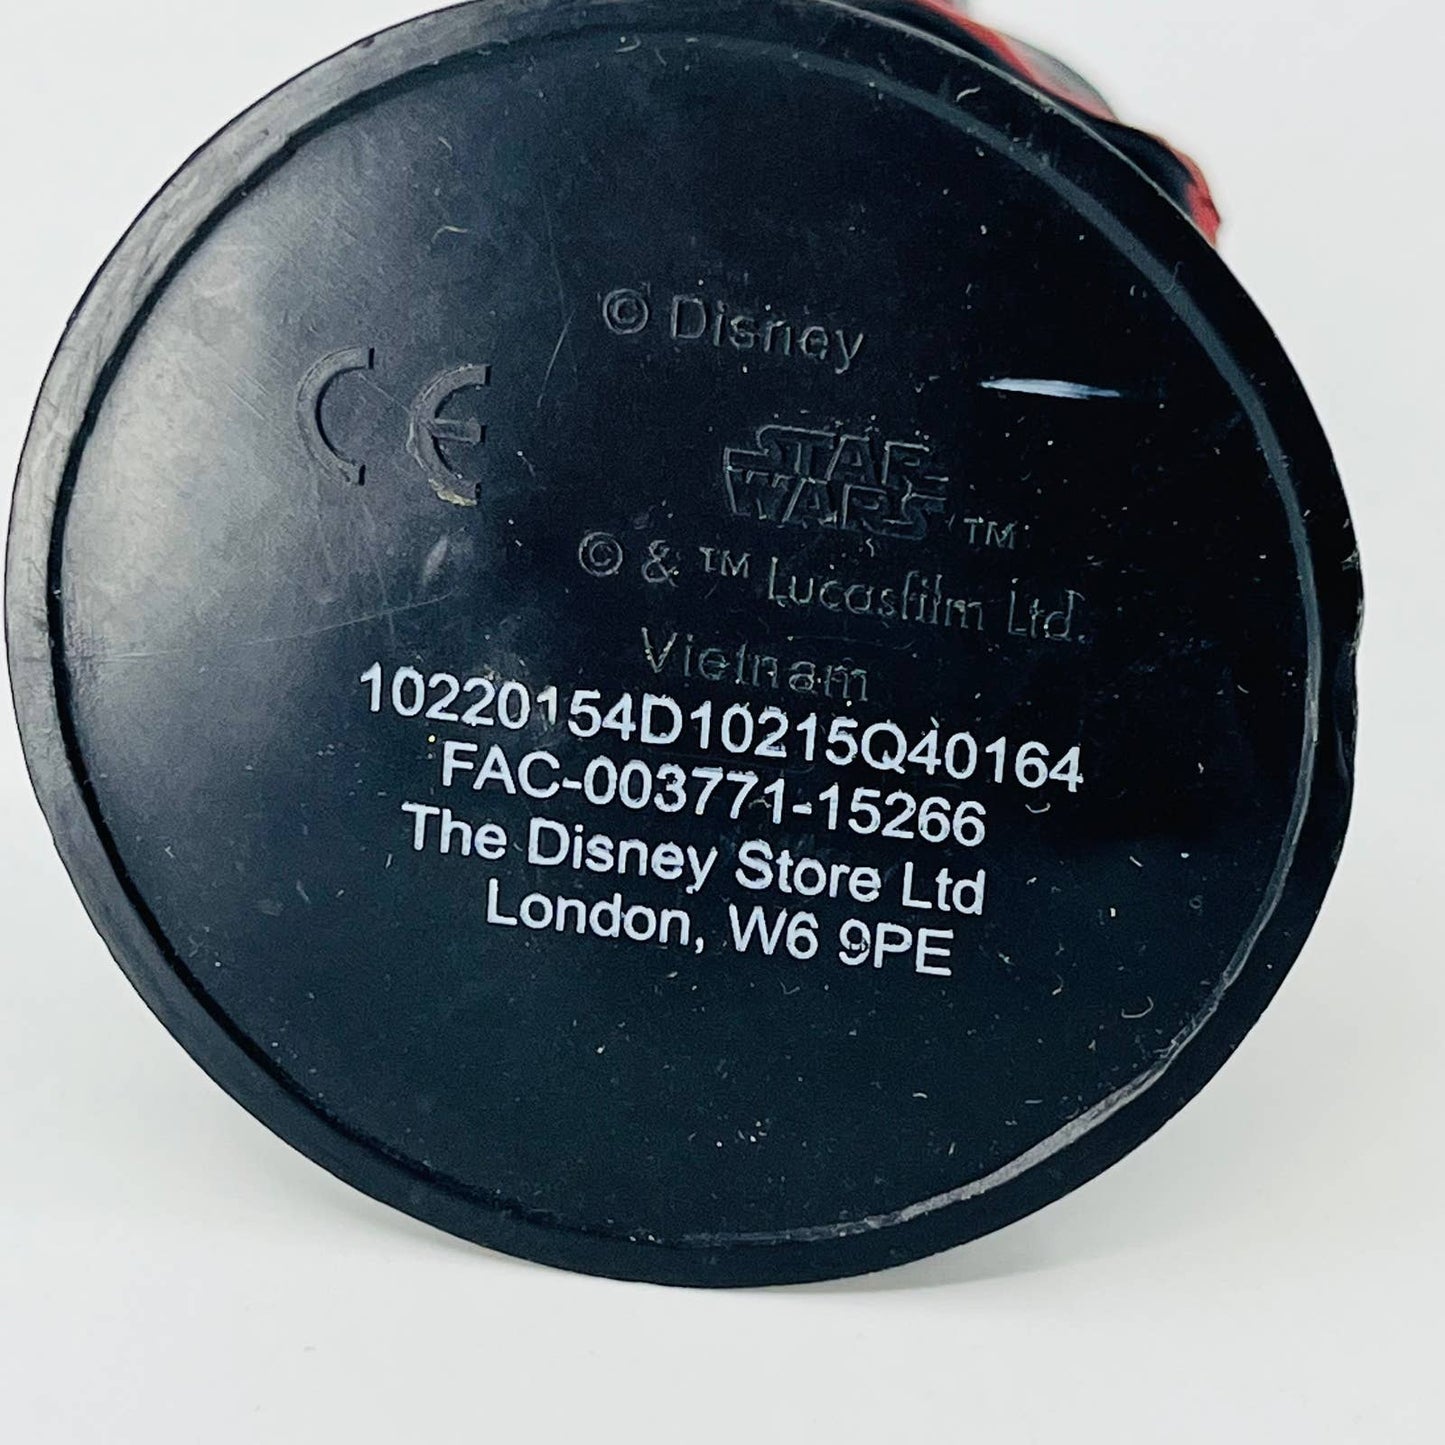 © Disney
CE
STAR
WARS ™
© & ™ Lucasfilm Ltd.
Vietnam
10220154D10215Q40164
FAC-003771-15266
The Disney Store Ltd
London, W6 9PE